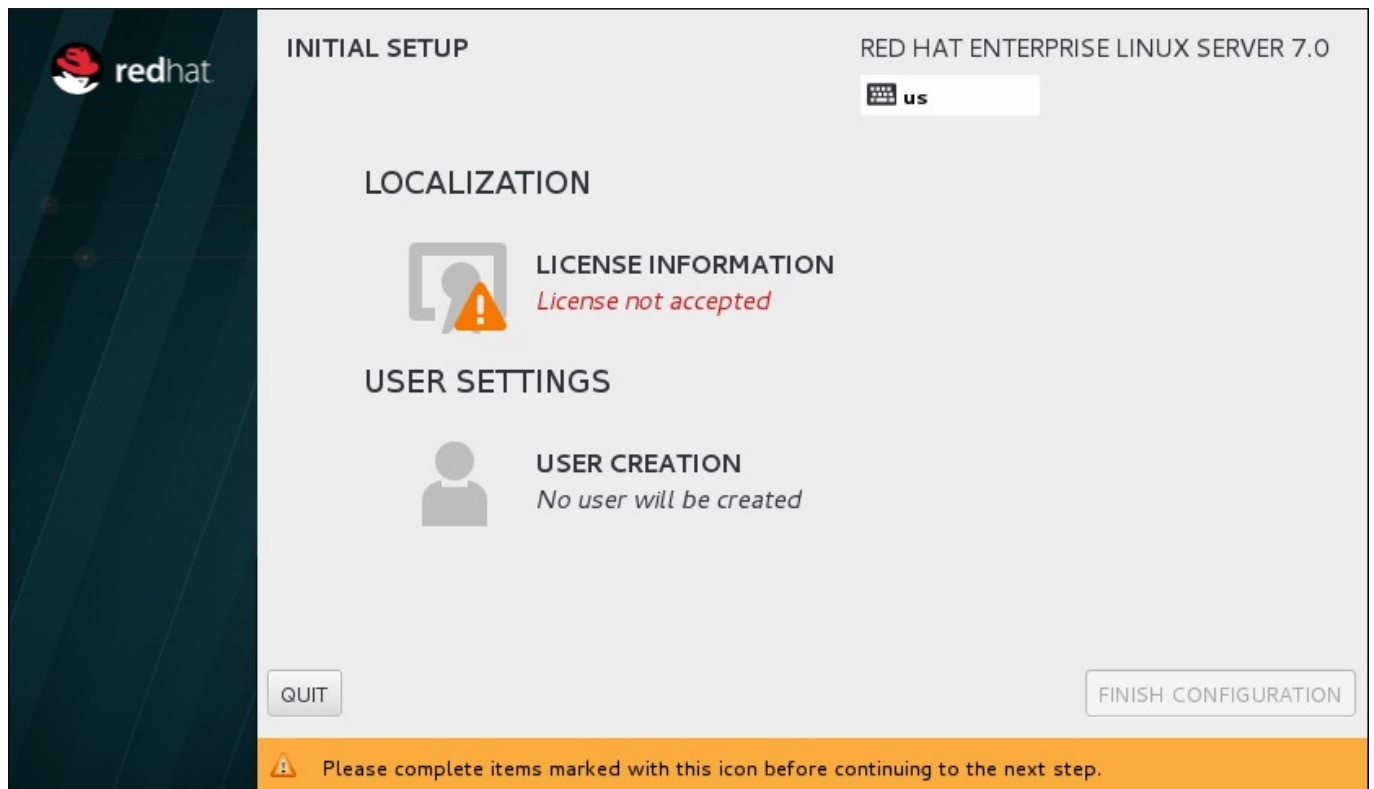 redhat.
INITIAL SETUP
RED HAT ENTERPRISE LINUX SERVER 7.0
us
LOCALIZATION
LICENSE INFORMATION
License not accepted
USER SETTINGS
USER CREATION
No user will be created
QUIT
FINISH CONFIGURATION
Please complete items marked with this icon before continuing to the next step.